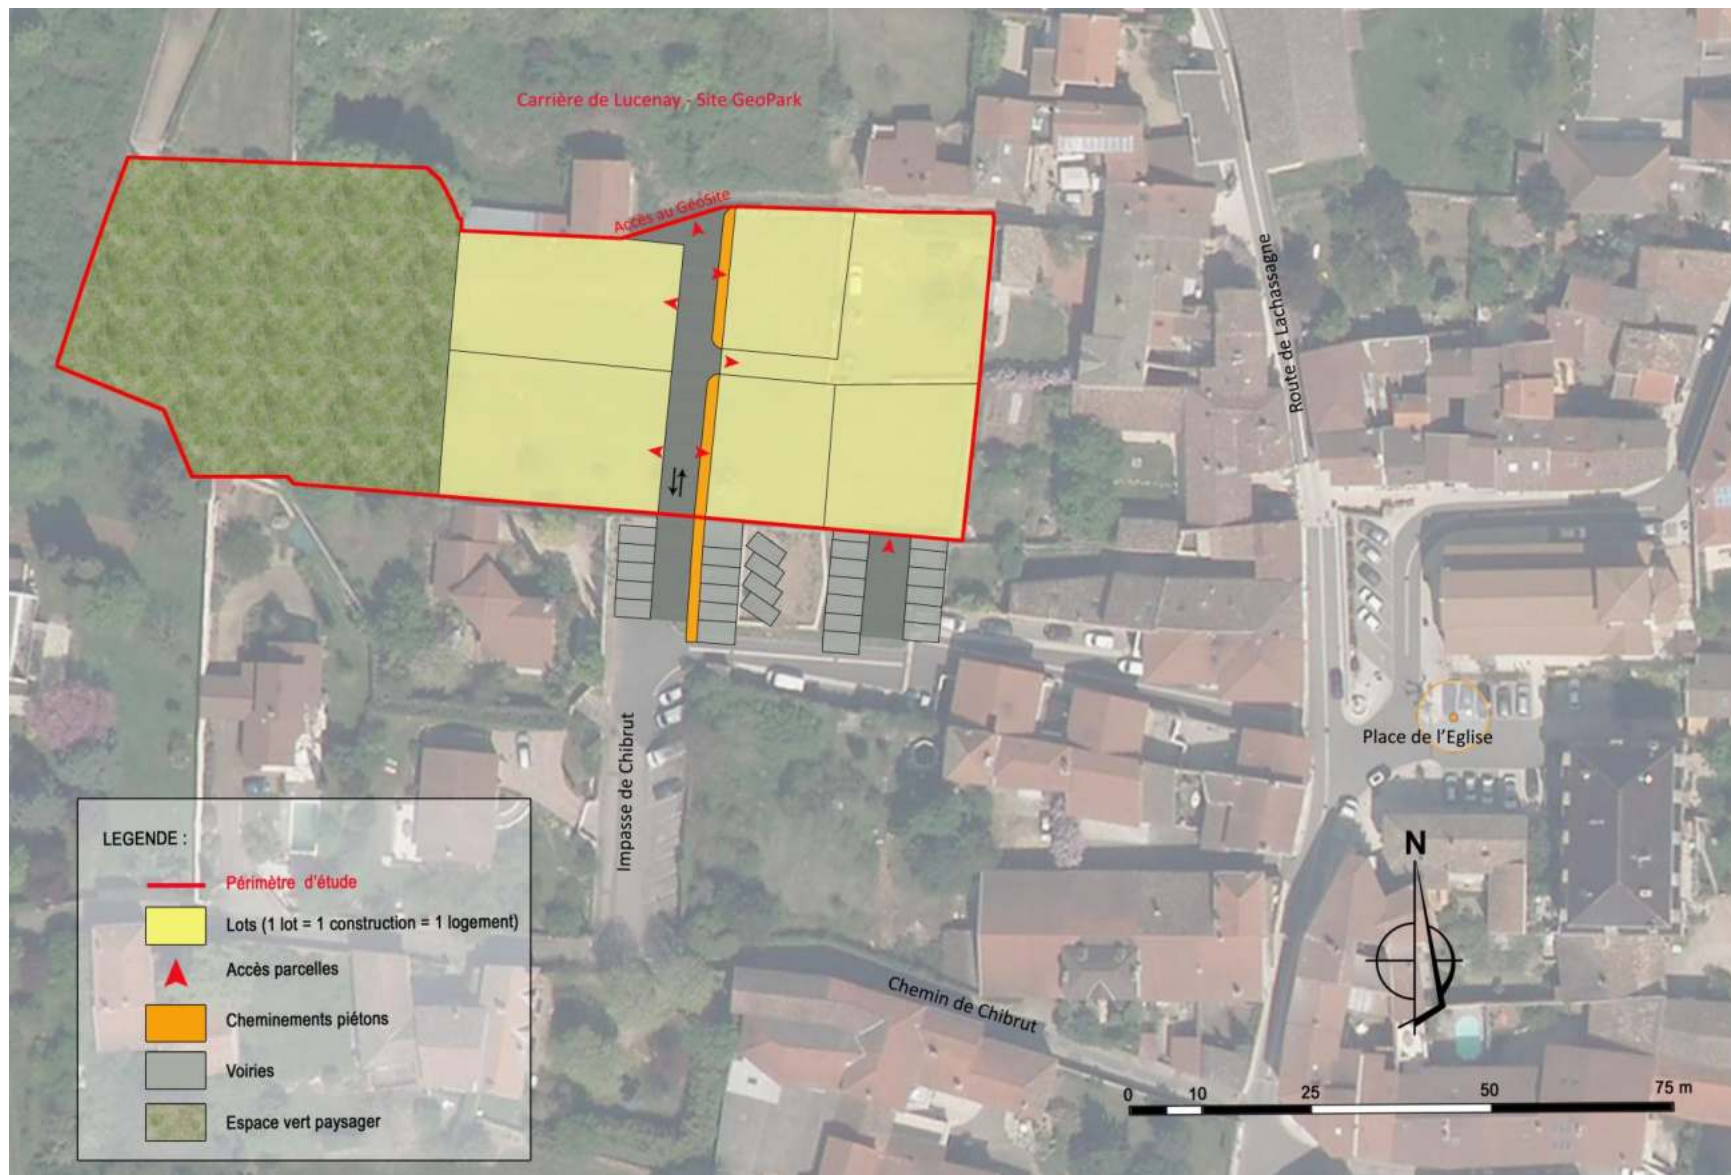 Carrière de Lucenay - Site GeoPark
Accès au GéoSite
Route de Lachassagne
Place de l'Eglise
Impasse de Chibrut
Chemin de Chibrut
LEGENDE :
Périmètre d'étude
Lots (1 lot = 1 construction = 1 logement)
Accès parcelles
Cheminements piétons
Voiries
Espace vert paysager
N
0 10 25 50 75 m